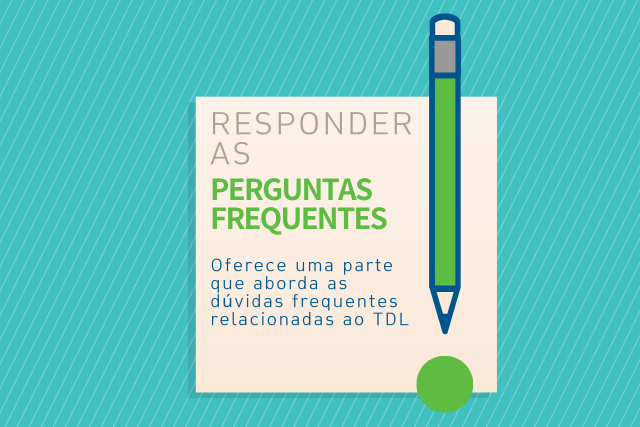 RESPONDER
AS
PERGUNTAS
FREQUENTES
Oferece uma parte
que aborda as
dúvidas frequentes
relacionadas ao TDL